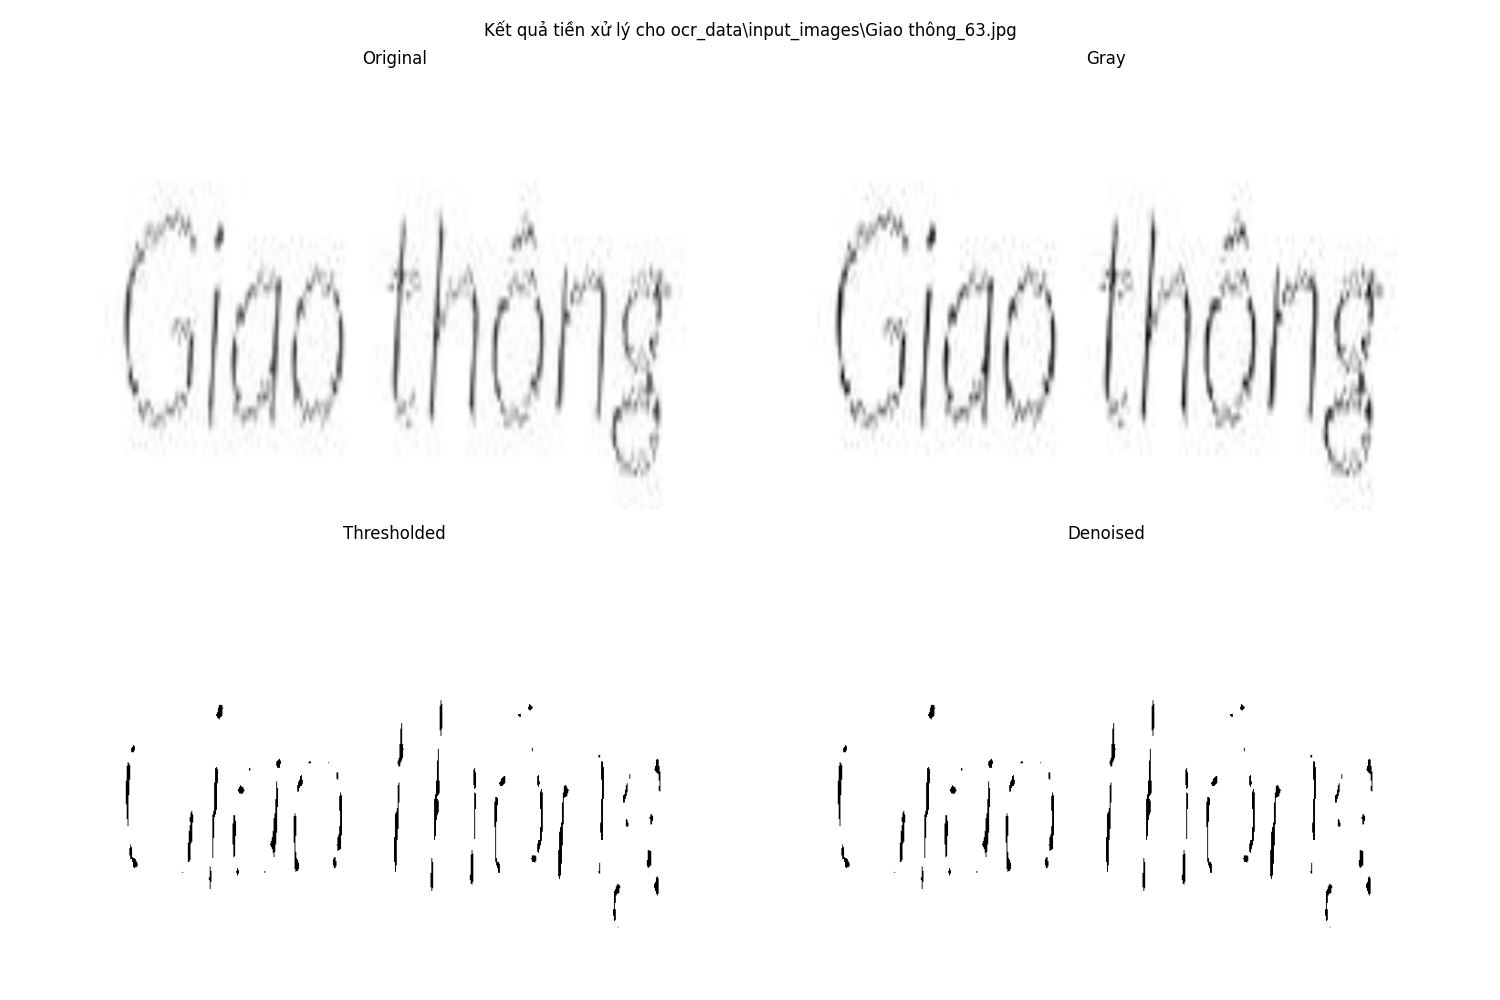 Kết quả tiền xử lý cho ocr_data\input_images\Giao thông_63.jpg
Original
Gray
Giao thông
Giao thông
Thresholded
Denoised